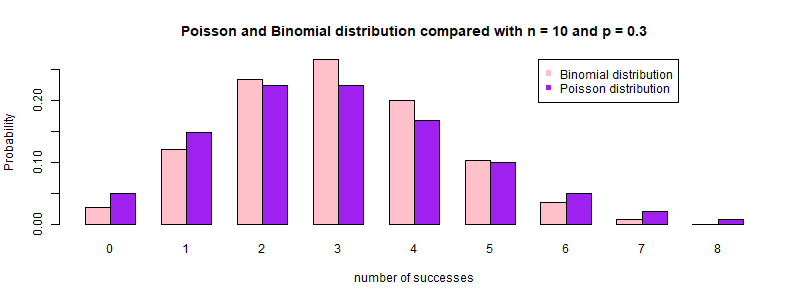 Poisson and Binomial distribution compared with n = 10 and p = 0.3
Binomial distribution
Poisson distribution
Probability
0.20
0.10
0.00
0 1 2 3 4 5 6 7 8
number of successes